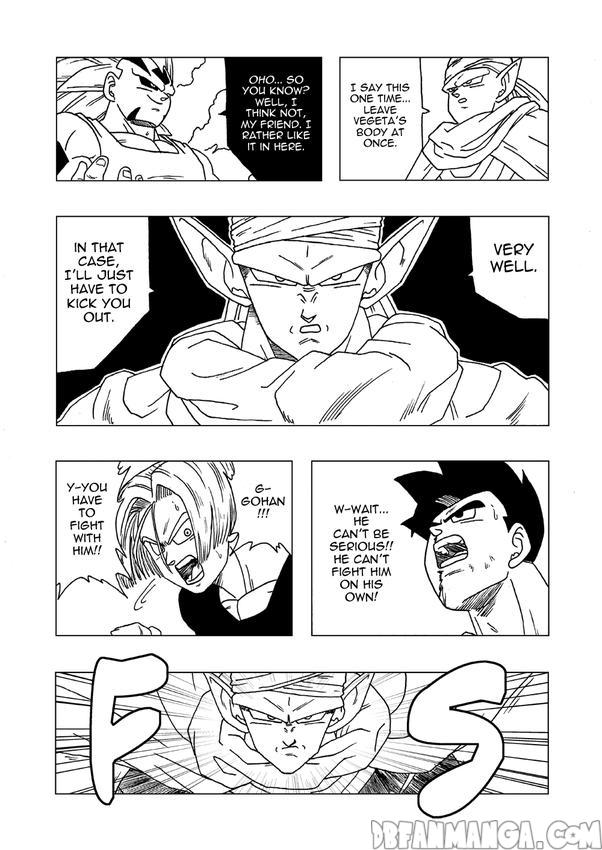 I SAY THIS
ONE TIME...
LEAVE
VEGETA'S
BODY AT
ONCE.
OHO... SO
YOU KNOW?
WELL, I
THINK NOT,
MY FRIEND. I
RATHER LIKE
IT IN HERE.
VERY
WELL.
IN THAT
CASE,
I'LL JUST
HAVE TO
KICK YOU
OUT.
W-WAIT...
HE
CAN'T BE
SERIOUS!!
HE CAN'T
FIGHT HIM
ON HIS
OWN!
G-
GOHAN
!!!
Y-YOU
HAVE
TO
FIGHT
WITH
HIM!!
F S
DBFANMANGA.COM